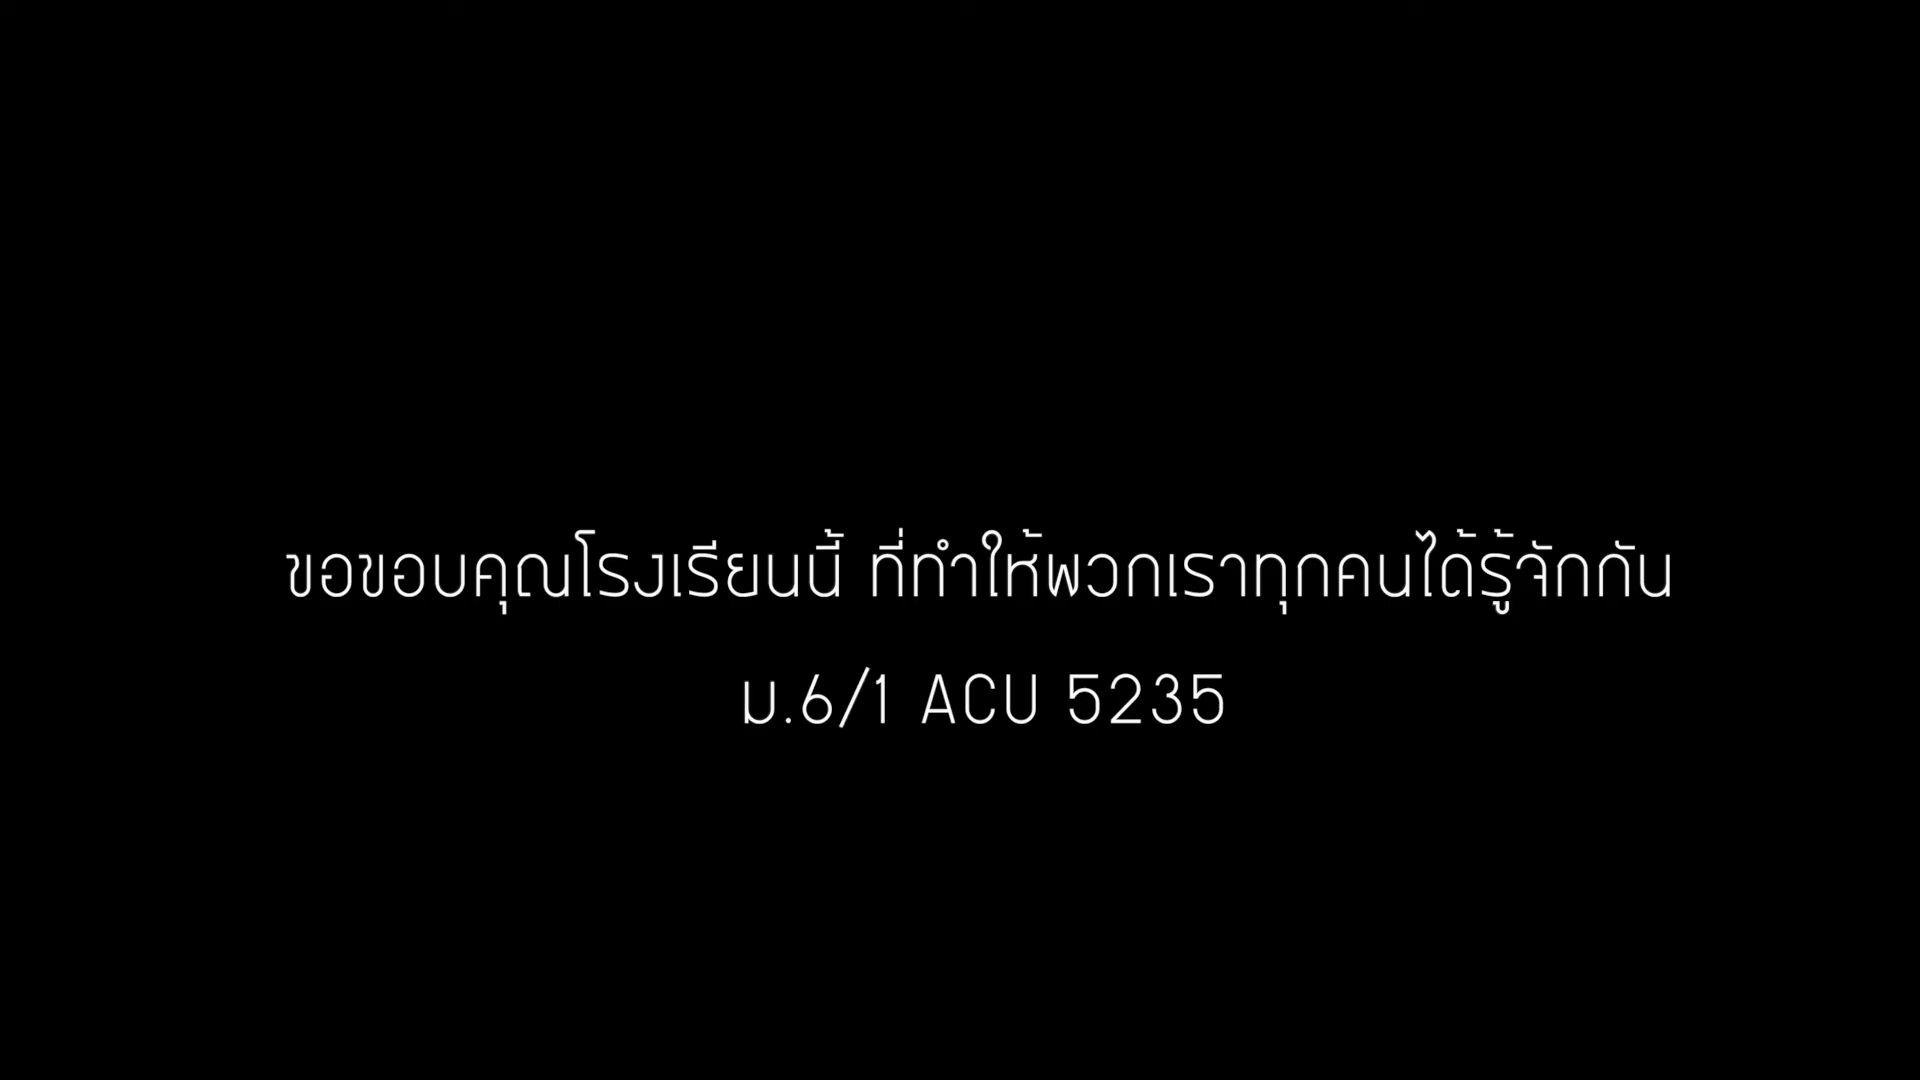 ขอขอบคุณโรงเรียนนี้ ที่ทำให้พวกเราทุกคนได้รู้จักกัน
ม.6/1 ACU 5235